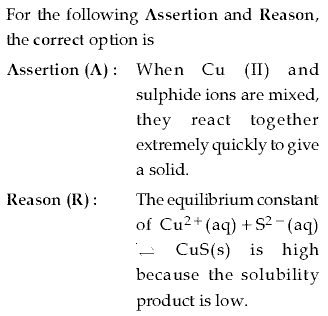 For the following Assertion and Reason,
the correct option is
Assertion (A) : When Cu (II) and
sulphide ions are mixed,
they react together
extremely quickly to give
a solid.
Reason (R) : The equilibrium constant
of Cu²⁺(aq) + S²⁻(aq)
⇌ CuS(s) is high
because the solubility
product is low.